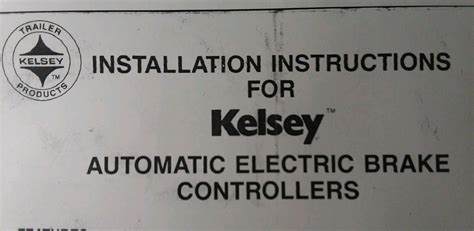 TRAILER
KELSEY
TM
PRODUCTS
INSTALLATION INSTRUCTIONS
FOR
Kelsey™
AUTOMATIC ELECTRIC BRAKE
CONTROLLERS